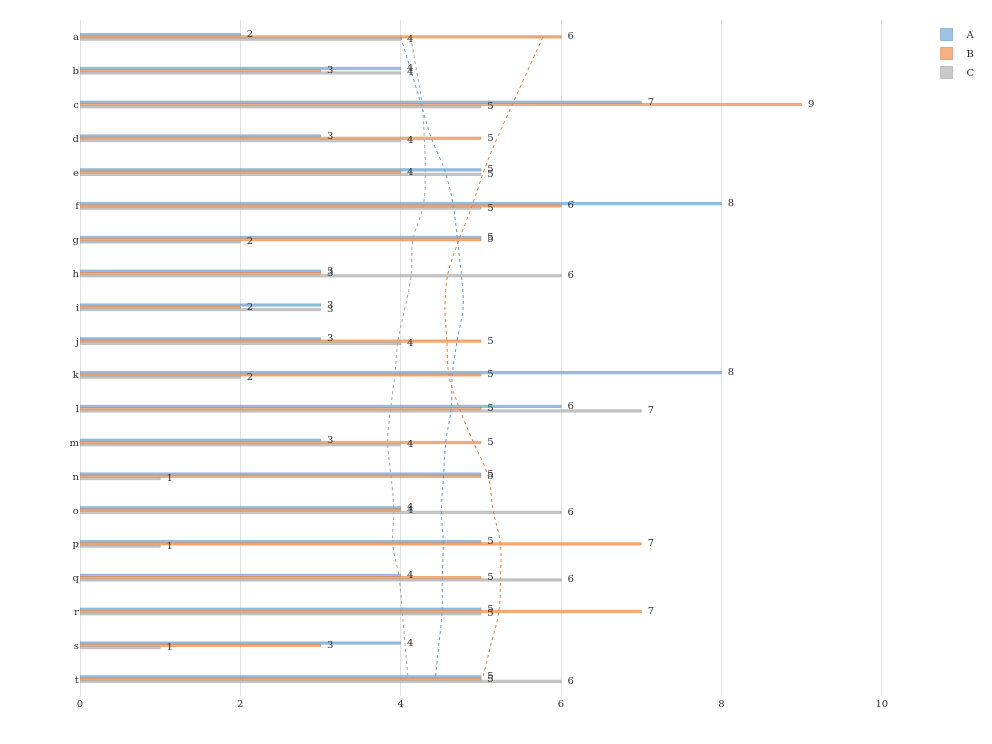 a 2 6 4
A
B
C
b 4 3 4
c 7 9 5
d 3 5 4
e 5 4 5
f 8 6 5
g 5 5 2
h 3 3 6
i 3 2 3
j 3 5 4
k 8 5 2
l 6 5 7
m 3 5 4
n 5 5 1
o 4 4 6
p 5 7 1
q 4 5 6
r 5 7 5
s 4 3 1
t 5 5 6
0 2 4 6 8 10